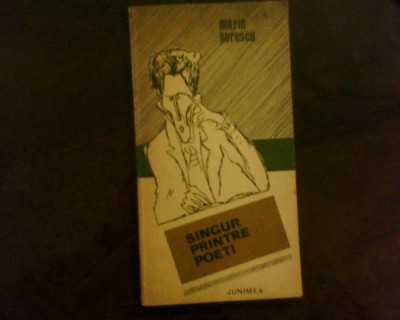 marin
sorescu
SINGUR
PRINTRE
POEȚI
JUNIMEA